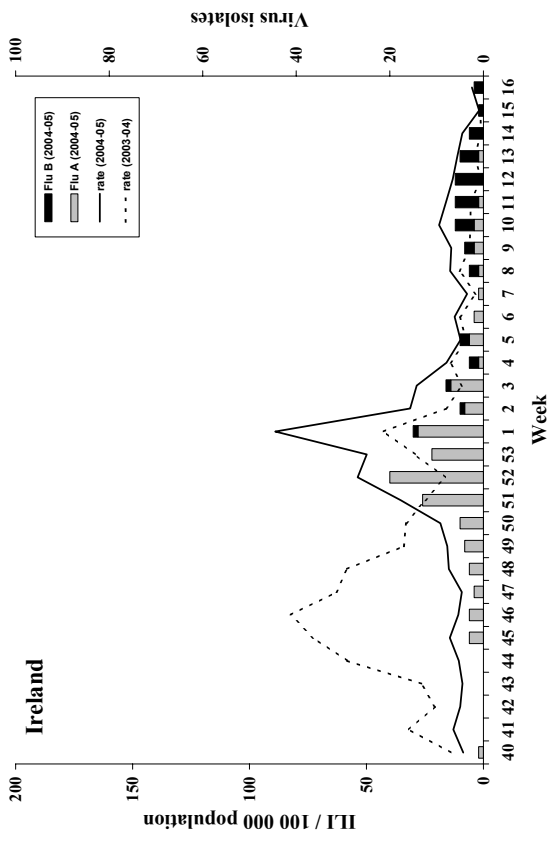 Ireland
Flu B (2004-05)
Flu A (2004-05)
rate (2004-05)
rate (2003-04)
ILI / 100 000 population
200
150
100
50
0
Virus isolates
100
80
60
40
20
0
40 41 42 43 44 45 46 47 48 49 50 51 52 53 1 2 3 4 5 6 7 8 9 10 11 12 13 14 15 16
Week